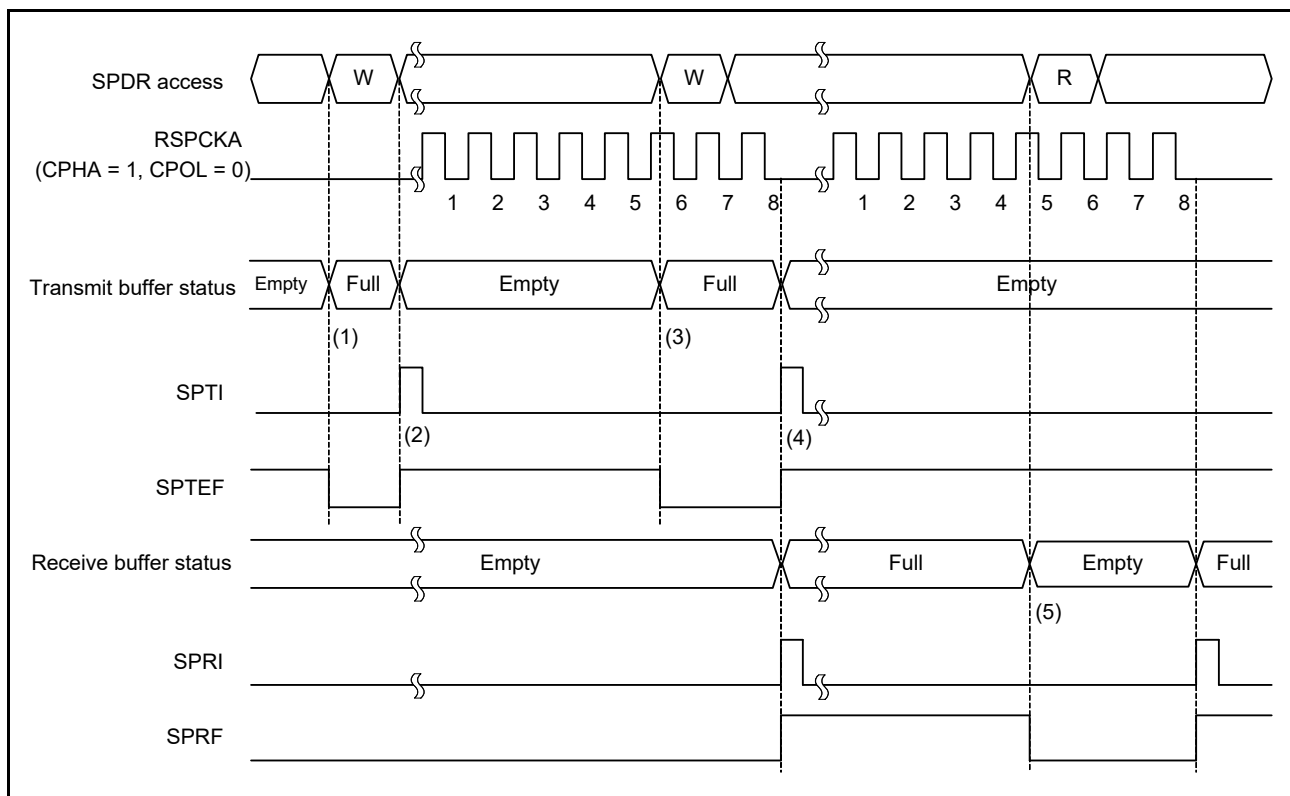 SPDR access W W R
RSPCKA
(CPHA = 1, CPOL = 0)
1 2 3 4 5 6 7 8 1 2 3 4 5 6 7 8
Transmit buffer status Empty Full Empty Full Empty
(1) (3)
SPTI
(2) (4)
SPTEF
Receive buffer status Empty Full Empty Full
(5)
SPRI
SPRF